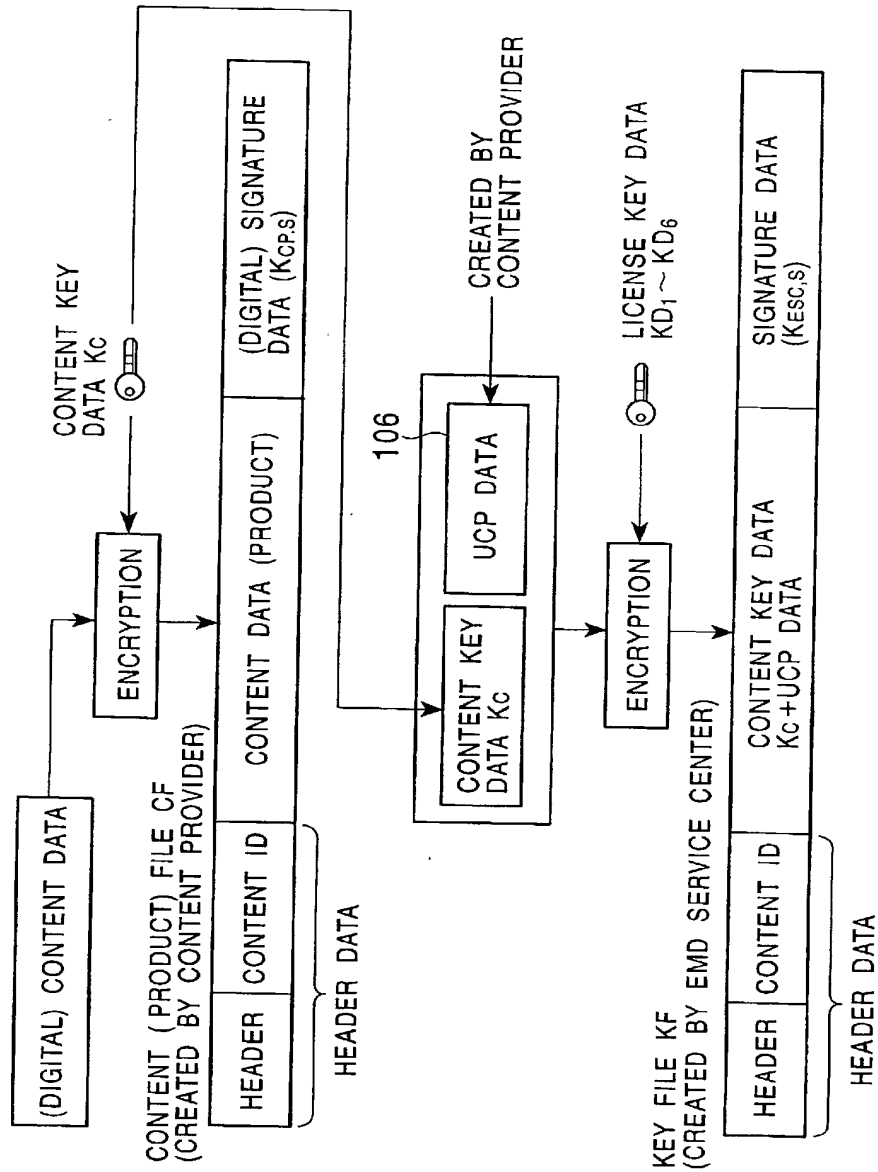 (DIGITAL) CONTENT DATA
ENCRYPTION
CONTENT KEY
DATA Kc
CONTENT (PRODUCT) FILE CF
(CREATED BY CONTENT PROVIDER)
HEADER
CONTENT ID
CONTENT DATA (PRODUCT)
(DIGITAL) SIGNATURE
DATA (KCP,S)
HEADER DATA
CONTENT KEY
DATA Kc
UCP DATA
106
CREATED BY
CONTENT PROVIDER
ENCRYPTION
LICENSE KEY DATA
KD1~KD6
KEY FILE KF
(CREATED BY EMD SERVICE CENTER)
HEADER
CONTENT ID
CONTENT KEY DATA
Kc+UCP DATA
SIGNATURE DATA
(KESC,S)
HEADER DATA